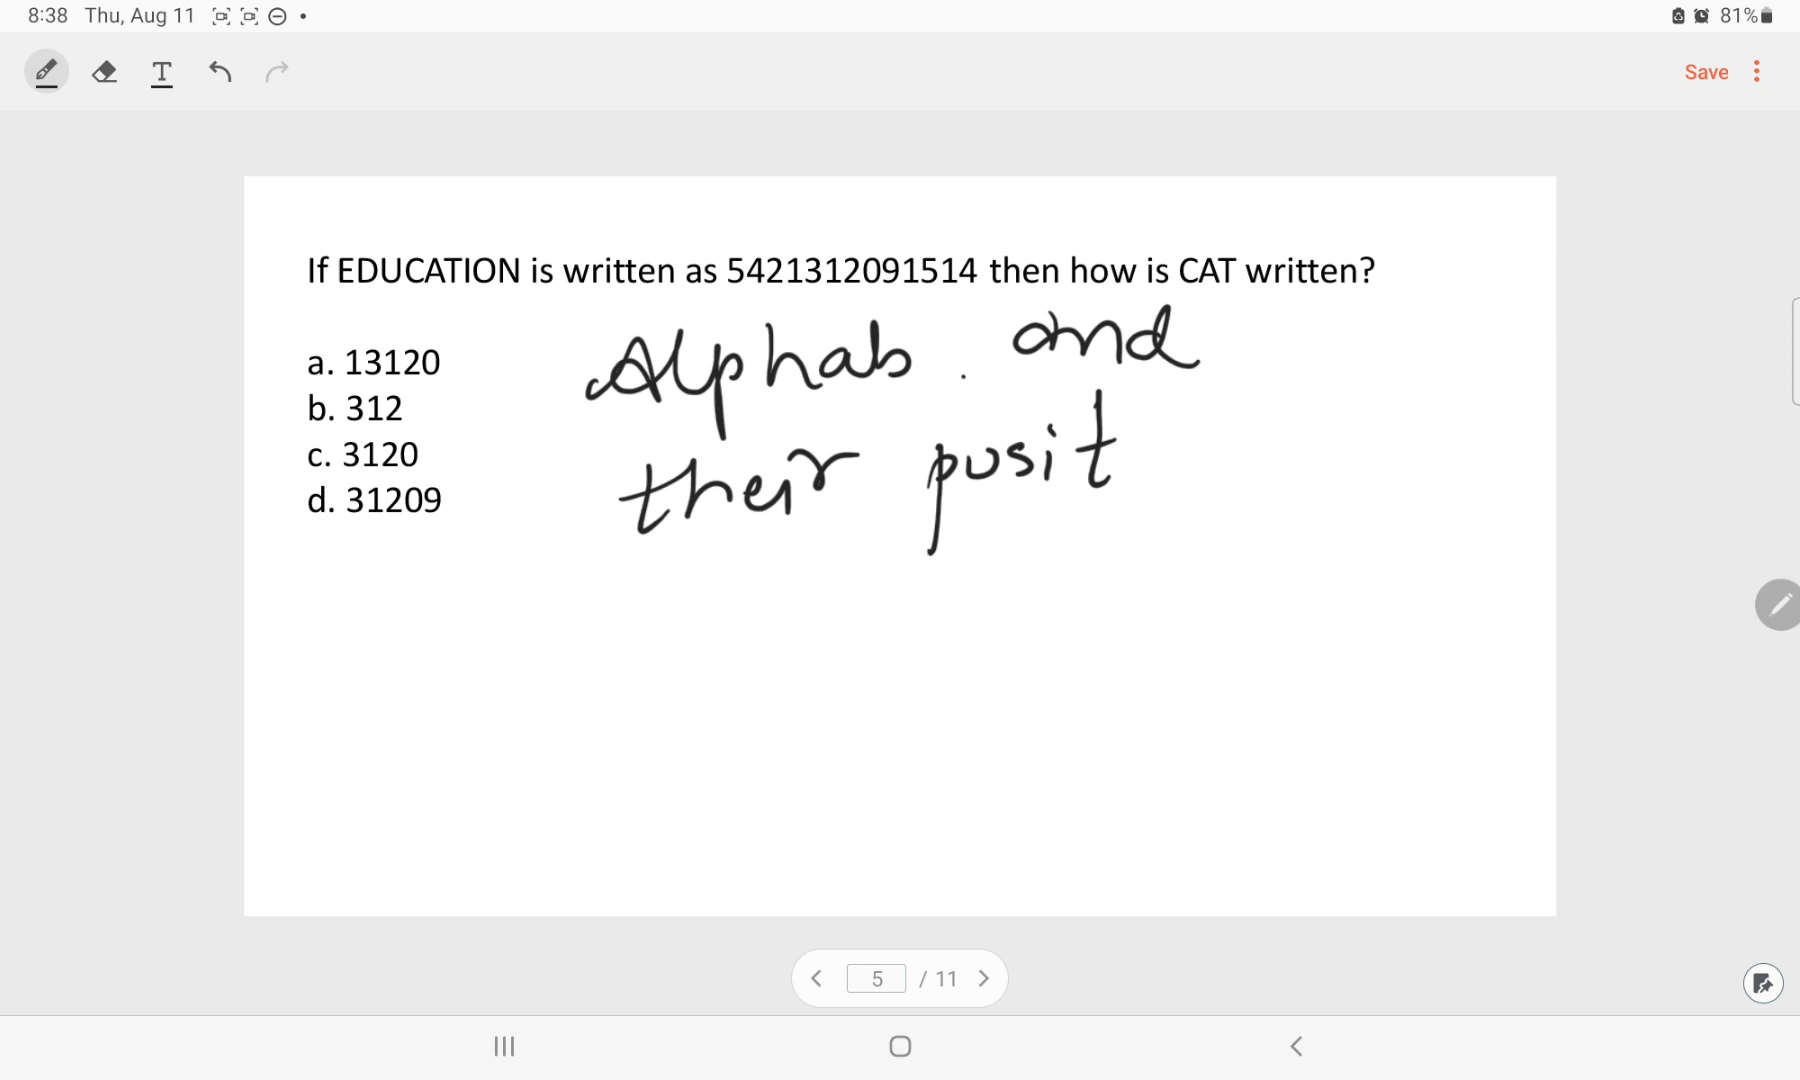 8:38 Thu, Aug 11 81%
T Save
If EDUCATION is written as 5421312091514 then how is CAT written?
a. 13120
b. 312
c. 3120
d. 31209
Alphab. and
their posit
5 / 11